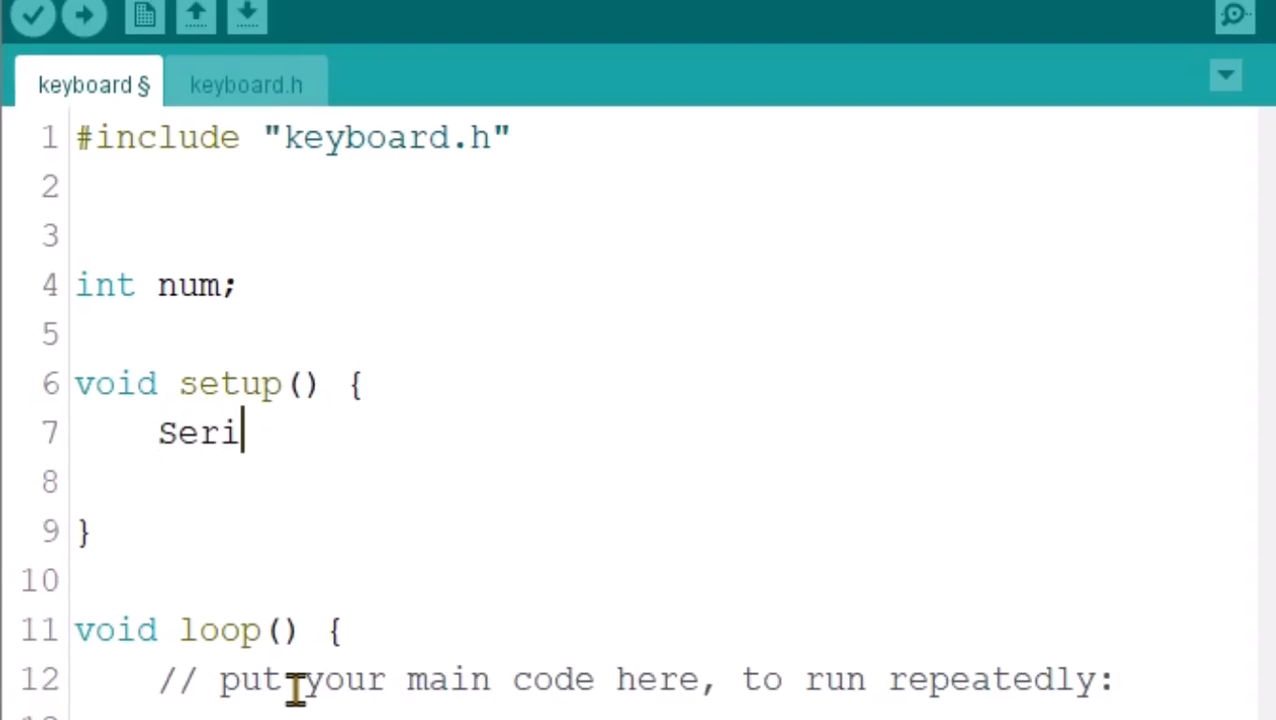 keyboard § keyboard.h
1 #include "keyboard.h"
2
3
4 int num;
5
6 void setup() {
7 Seri
8
9 }
10
11 void loop() {
12 // put your main code here, to run repeatedly: